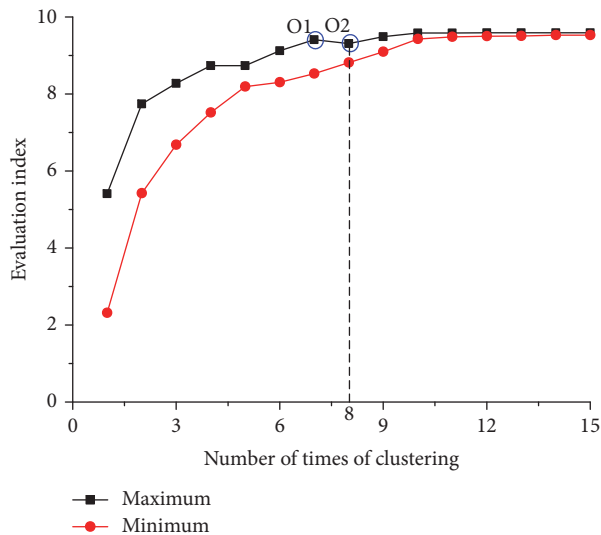 10
8
6
4
2
0
Evaluation index
O1 O2
0 3 6 8 9 12 15
Number of times of clustering
Maximum
Minimum